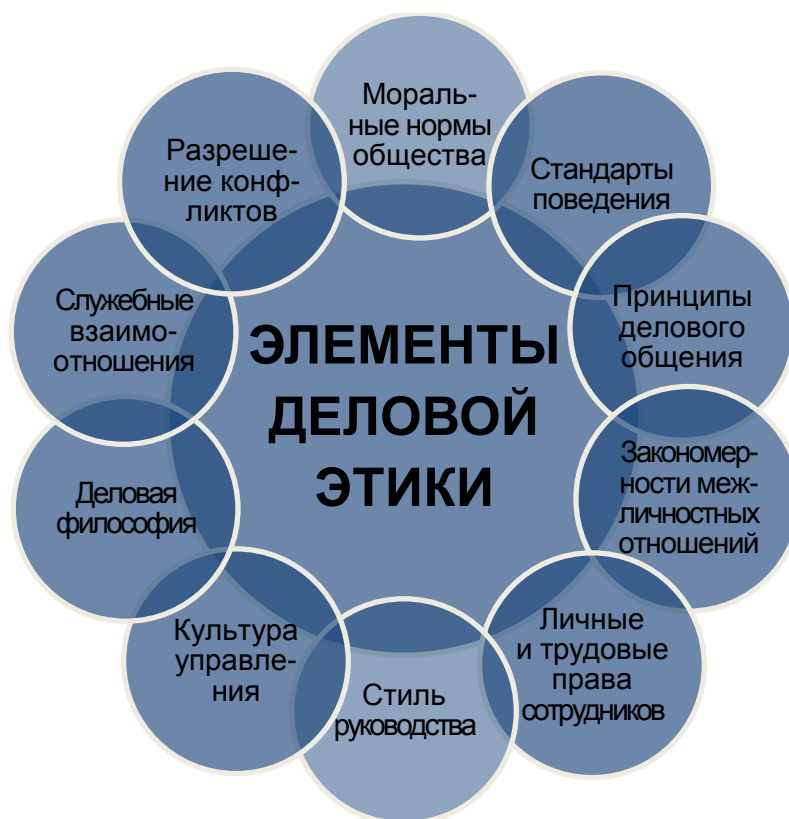 Мораль-
ные нормы
общества
Стандарты
поведения
Принципы
делового
общения
Закономер-
ности меж-
личностных
отношений
Личные
и трудовые
права
сотрудников
Стиль
руководства
Культура
управле-
ния
Деловая
философия
Служебные
взаимо-
отношения
Разреше-
ние конф-
ликтов
ЭЛЕМЕНТЫ
ДЕЛОВОЙ
ЭТИКИ